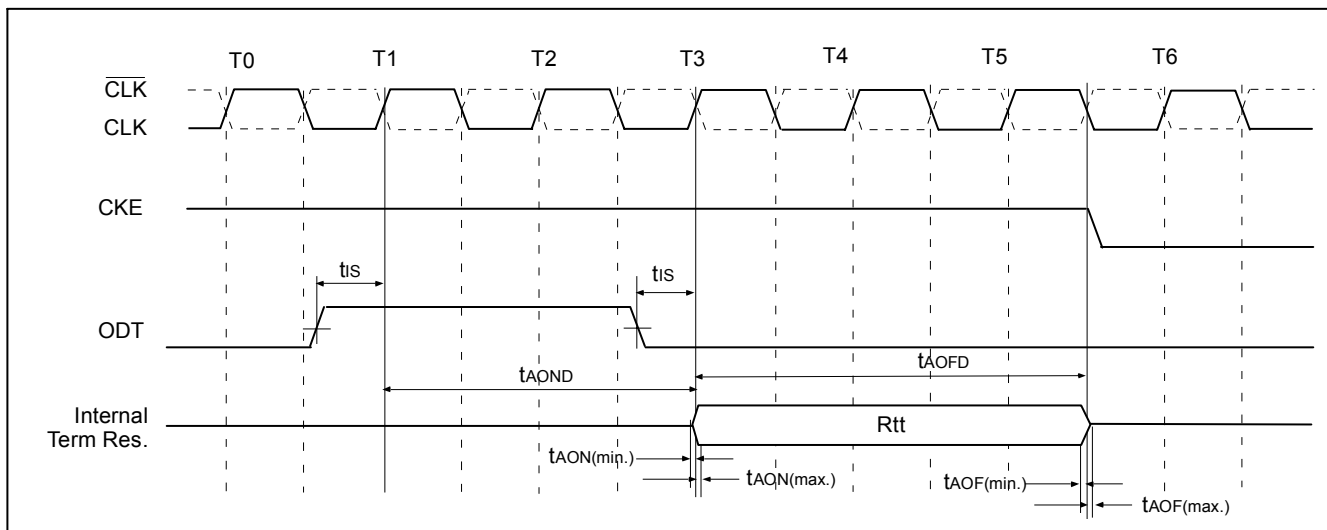 T0 T1 T2 T3 T4 T5 T6
CLK
CLK
CKE
tIS tIS
ODT
tAOND tAOFD
Internal
Term Res.
Rtt
tAON(min.)
tAON(max.)
tAOF(min.)
tAOF(max.)